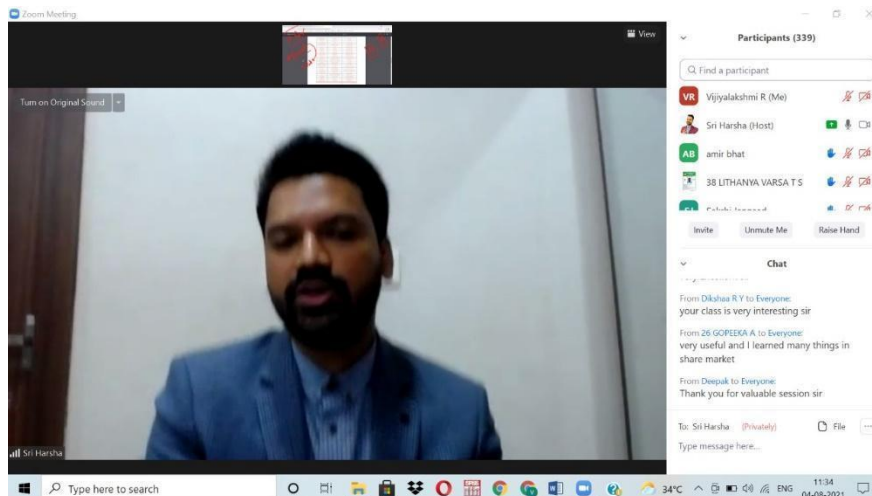 Zoom Meeting
View
Turn on Original Sound
Sri Harsha
Participants (339)
Find a participant
VR Vijiyalakshmi R (Me)
Sri Harsha (Host)
AB amir bhat
38 LITHANYA VARSA T S
Invite Unmute Me Raise Hand
Chat
From Dikshaa R Y to Everyone:
your class is very interesting sir
From 26 GOPEEKA A to Everyone:
very useful and I learned many things in
share market
From Deepak to Everyone:
Thank you for valuable session sir
To: Sri Harsha (Privately) File
Type message here...
Type here to search
34°C ENG 11:34
04-08-2021